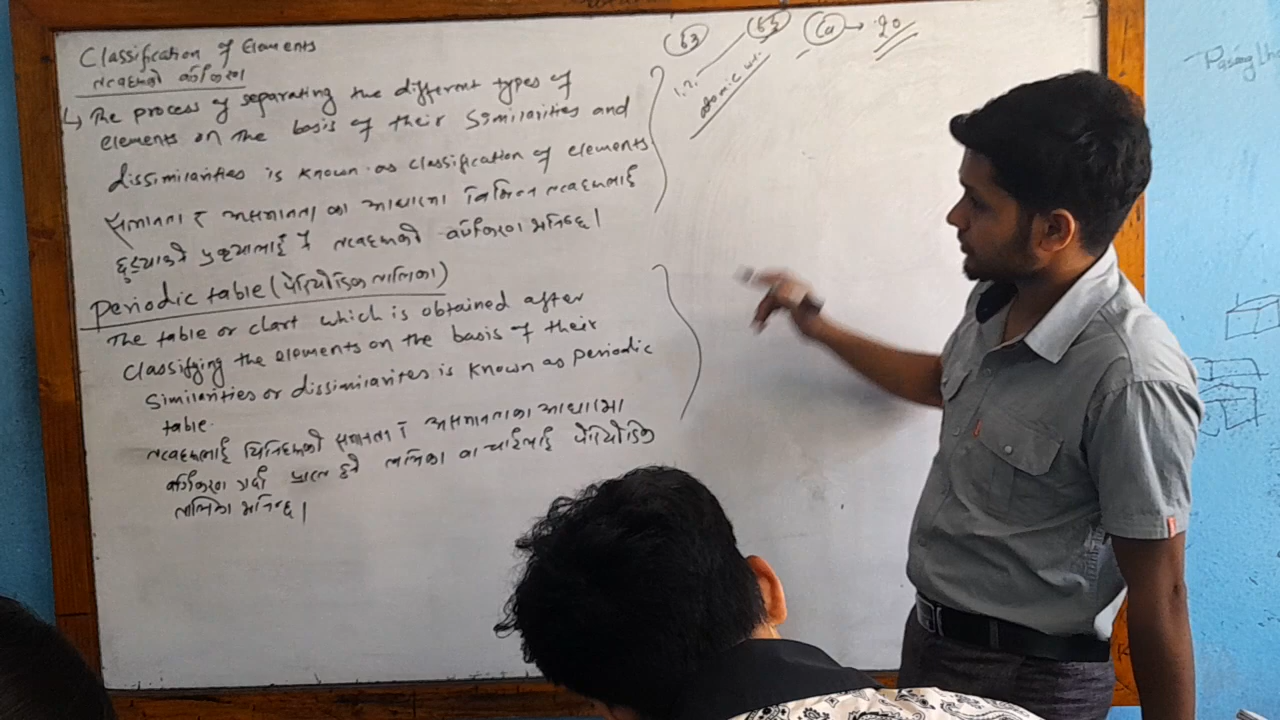 Classification of Elements
तत्वहरूको वर्गीकरण
↳ The process of separating the different types of
elements on the basis of their similarities and
dissimilarities is known as classification of elements
समानता र असमानता का आधारमा विभिन्न तत्वहरूलाई
छुट्याउने प्रक्रियालाई नै तत्वहरूको वर्गीकरण भनिन्छ।
Periodic table (पेरियोडिक तालिका)
The table or chart which is obtained after
classifying the elements on the basis of their
similarities or dissimilarites is known as periodic
table.
तत्वहरूलाई तिनिहरूको समानता र असमानताका आधारमा
वर्गीकरण गर्दा प्राप्त हुने तालिका वा चार्टलाई पेरियोडिक
तालिका भनिन्छ।
63 63 Ca → 20
atomic wt.